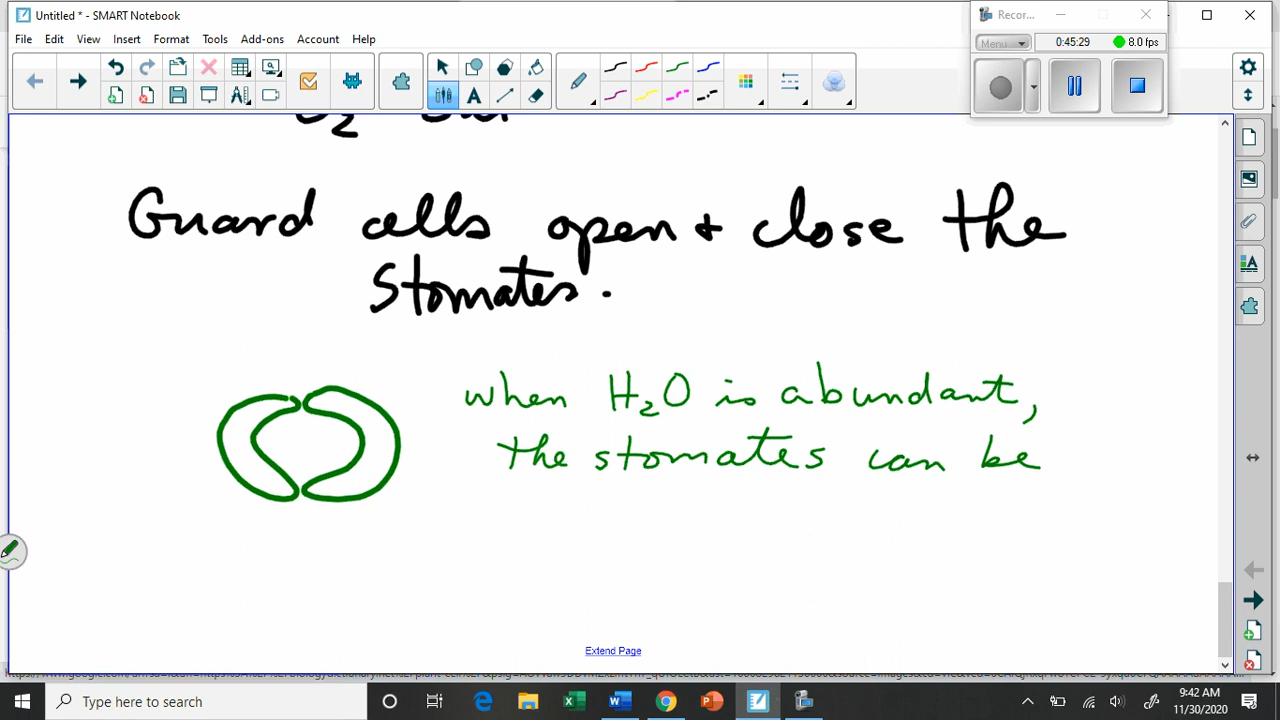 Untitled * - SMART Notebook
Recor...
File Edit View Insert Format Tools Add-ons Account Help
Menu 0:45:29 8.0 fps
O2 out
Guard cells open + close the
stomates.
when H2O is abundant,
the stomates can be
Extend Page
Type here to search
9:42 AM
11/30/2020